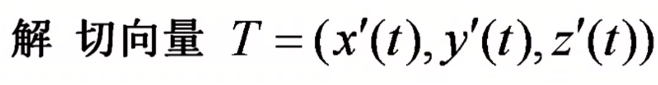 解 切向量 T = (x′(t), y′(t), z′(t))